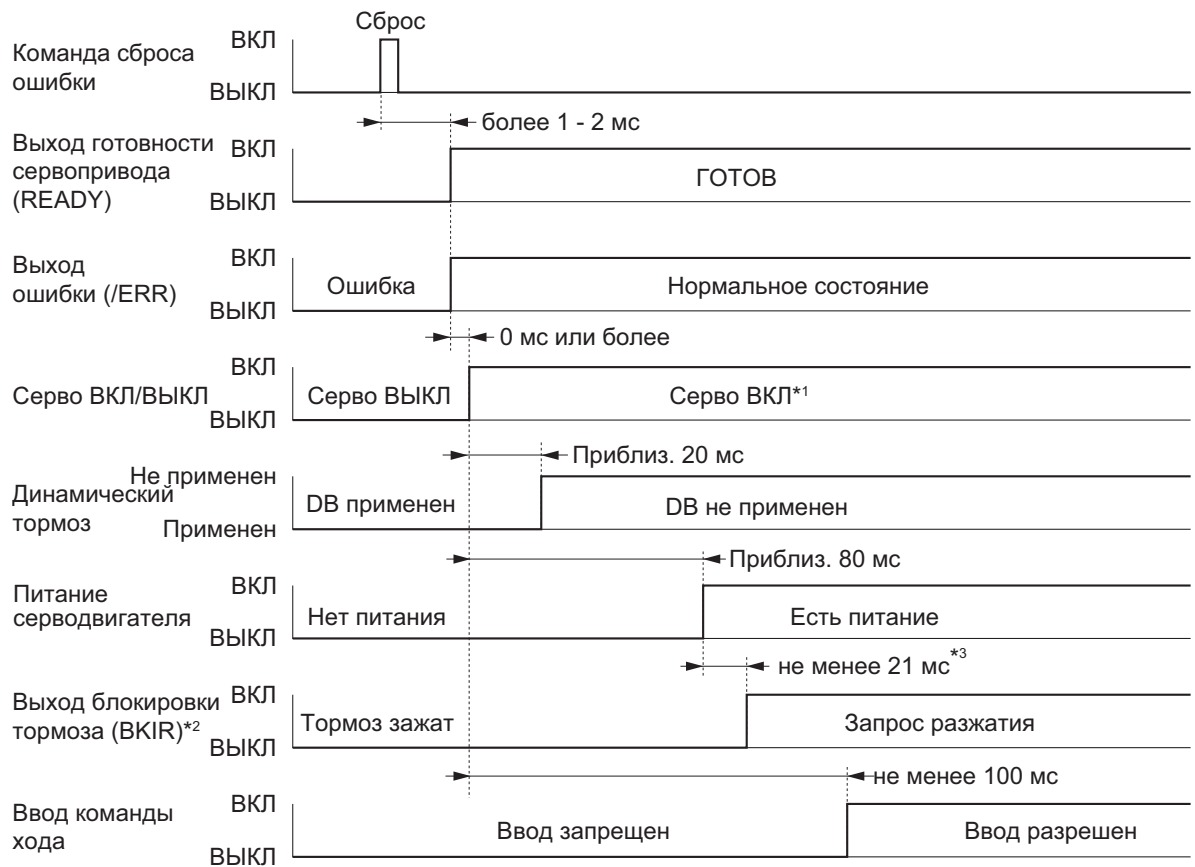 Сброс
Команда сброса
ошибки
ВКЛ
ВЫКЛ
более 1 - 2 мс
Выход готовности
сервопривода
(READY)
ВКЛ
ВЫКЛ
ГОТОВ
Выход
ошибки (/ERR)
ВКЛ
ВЫКЛ
Ошибка
Нормальное состояние
0 мс или более
Серво ВКЛ/ВЫКЛ
ВКЛ
ВЫКЛ
Серво ВЫКЛ
Серво ВКЛ*1
Приблиз. 20 мс
Динамический
тормоз
Не применен
Применен
DB применен
DB не применен
Приблиз. 80 мс
Питание
серводвигателя
ВКЛ
ВЫКЛ
Нет питания
Есть питание
не менее 21 мс*3
Выход блокировки
тормоза (BKIR)*2
ВКЛ
ВЫКЛ
Тормоз зажат
Запрос разжатия
не менее 100 мс
Ввод команды
хода
ВКЛ
ВЫКЛ
Ввод запрещен
Ввод разрешен